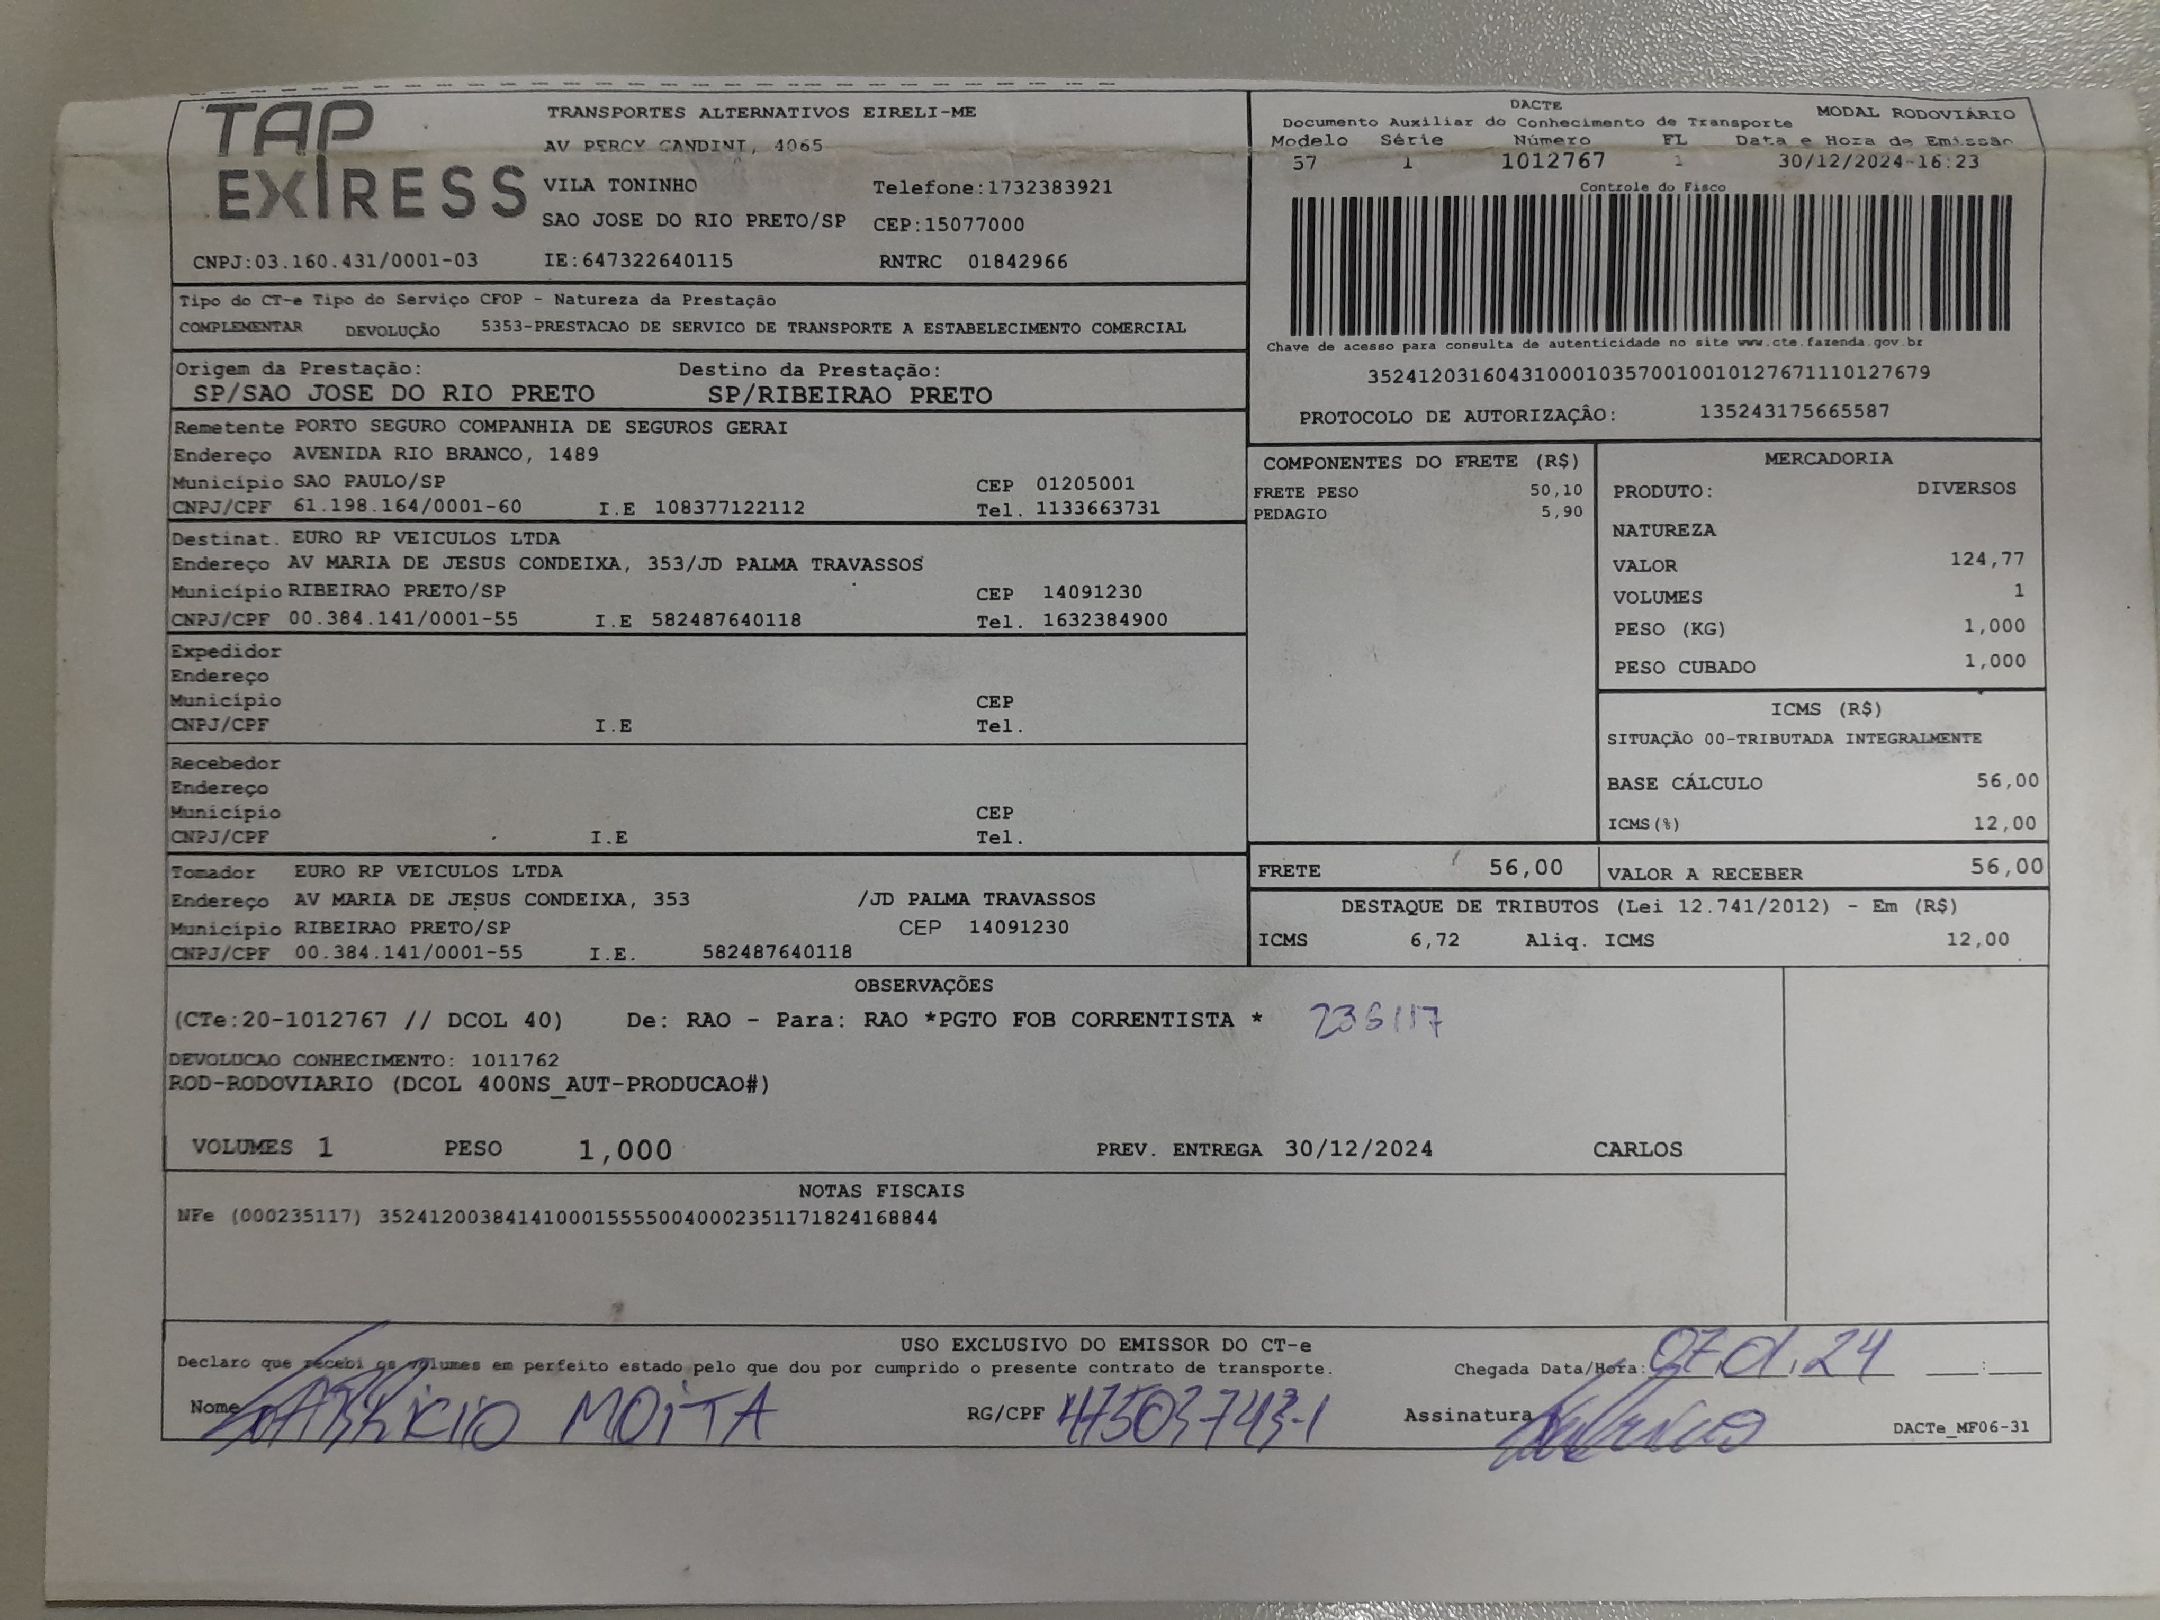 TAP
EXPRESS
TRANSPORTES ALTERNATIVOS EIRELI-ME
AV PERCY GANDINI, 4065
VILA TONINHO Telefone:1732383921
SAO JOSE DO RIO PRETO/SP CEP:15077000
CNPJ:03.160.431/0001-03 IE:647322640115 RNTRC 01842966
DACTE MODAL RODOVIÁRIO
Documento Auxiliar do Conhecimento de Transporte
Modelo Série Número FL Data e Hora de Emissão
57 1 1012767 1 30/12/2024-16:23
Controle do Fisco
Chave de acesso para consulta de autenticidade no site www.cte.fazenda.gov.br
35241203160431000103570010010127671110127679
PROTOCOLO DE AUTORIZAÇÂO: 135243175665587
Tipo do CT-e Tipo do Serviço CFOP - Natureza da Prestação
COMPLEMENTAR DEVOLUÇÃO 5353-PRESTACAO DE SERVICO DE TRANSPORTE A ESTABELECIMENTO COMERCIAL
Origem da Prestação: Destino da Prestação:
SP/SAO JOSE DO RIO PRETO SP/RIBEIRAO PRETO
Remetente PORTO SEGURO COMPANHIA DE SEGUROS GERAI
Endereço AVENIDA RIO BRANCO, 1489
Município SAO PAULO/SP CEP 01205001
CNPJ/CPF 61.198.164/0001-60 I.E 108377122112 Tel. 1133663731
Destinat. EURO RP VEICULOS LTDA
Endereço AV MARIA DE JESUS CONDEIXA, 353/JD PALMA TRAVASSOS
Município RIBEIRAO PRETO/SP CEP 14091230
CNPJ/CPF 00.384.141/0001-55 I.E 582487640118 Tel. 1632384900
Expedidor
Endereço
Município CEP
CNPJ/CPF I.E Tel.
Recebedor
Endereço
Município CEP
CNPJ/CPF I.E Tel.
Tomador EURO RP VEICULOS LTDA
Endereço AV MARIA DE JESUS CONDEIXA, 353 /JD PALMA TRAVASSOS
Município RIBEIRAO PRETO/SP CEP 14091230
CNPJ/CPF 00.384.141/0001-55 I.E. 582487640118
COMPONENTES DO FRETE (R$)
FRETE PESO 50,10
PEDAGIO 5,90
MERCADORIA
PRODUTO: DIVERSOS
NATUREZA
VALOR 124,77
VOLUMES 1
PESO (KG) 1,000
PESO CUBADO 1,000
ICMS (R$)
SITUAÇÃO 00-TRIBUTADA INTEGRALMENTE
BASE CÁLCULO 56,00
ICMS(%) 12,00
FRETE 56,00 VALOR A RECEBER 56,00
DESTAQUE DE TRIBUTOS (Lei 12.741/2012) - Em (R$)
ICMS 6,72 Aliq. ICMS 12,00
OBSERVAÇÕES
(CTe:20-1012767 // DCOL 40) De: RAO - Para: RAO *PGTO FOB CORRENTISTA *
DEVOLUCAO CONHECIMENTO: 1011762
ROD-RODOVIARIO (DCOL 400NS_AUT-PRODUCAO#)
VOLUMES 1 PESO 1,000 PREV. ENTREGA 30/12/2024 CARLOS
NOTAS FISCAIS
NFe (000235117) 35241200384141000155550040002351171824168844
USO EXCLUSIVO DO EMISSOR DO CT-e
Declaro que recebi os volumes em perfeito estado pelo que dou por cumprido o presente contrato de transporte. Chegada Data/Hora: 07.01.24 :
Nome FABRICIO MOITA RG/CPF 47503743-1 Assinatura
DACTe_MF06-31